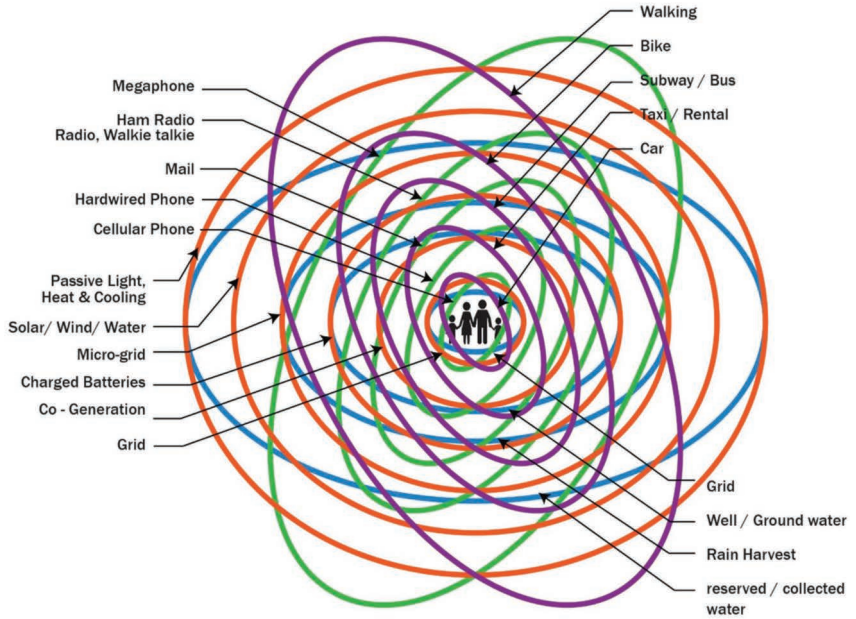 Walking
Bike
Subway / Bus
Taxi / Rental
Car
Megaphone
Ham Radio
Radio, Walkie talkie
Mail
Hardwired Phone
Cellular Phone
Passive Light,
Heat & Cooling
Solar/ Wind/ Water
Micro-grid
Charged Batteries
Co - Generation
Grid
Grid
Well / Ground water
Rain Harvest
reserved / collected
water